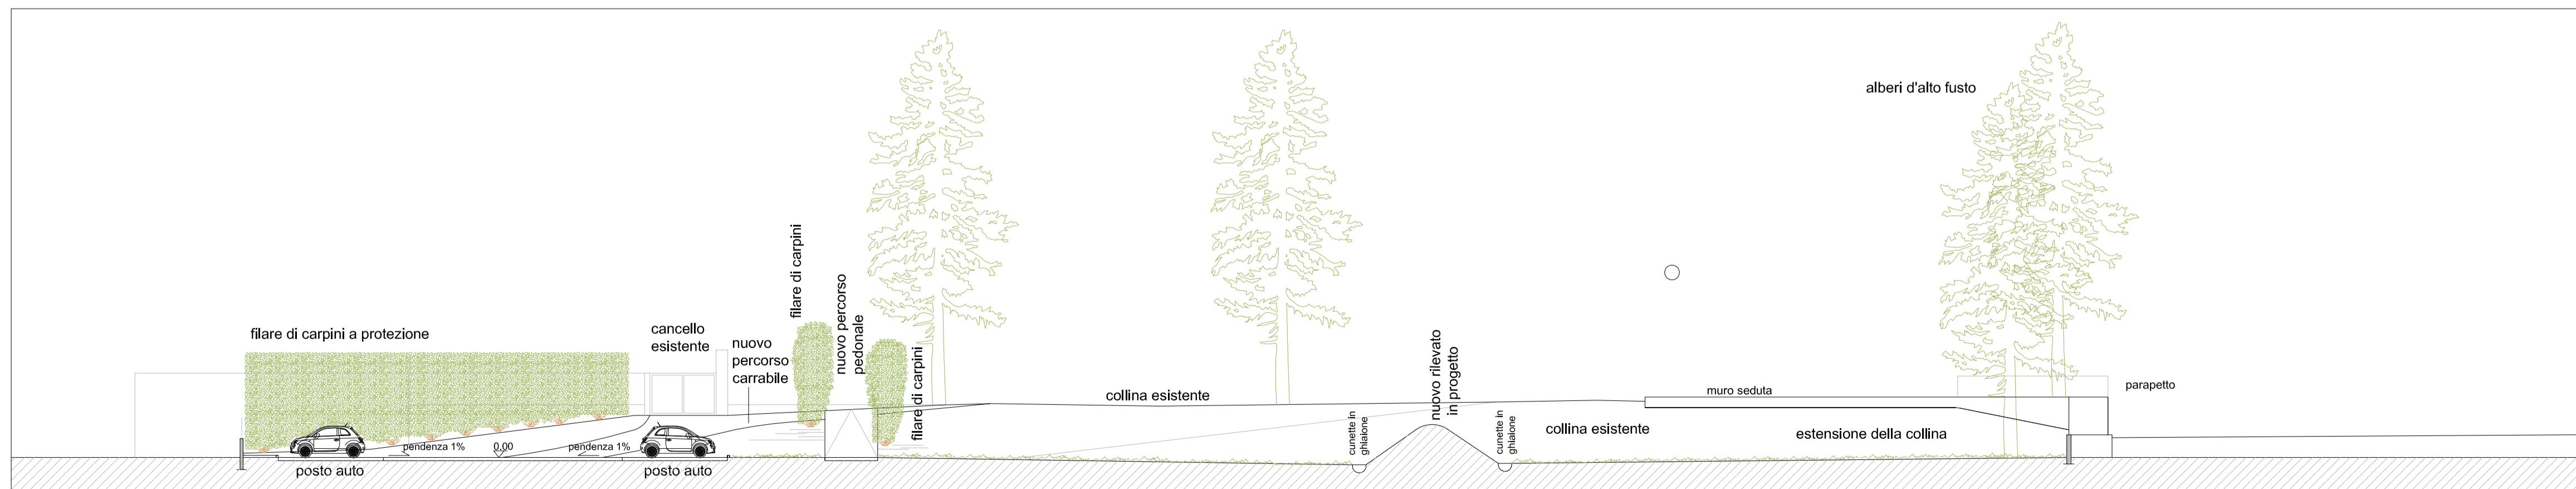 filare di carpini a protezione
posto auto
pendenza 1%
0.00
pendenza 1%
posto auto
cancello
esistente
nuovo
percorso
carrabile
filare di carpini
nuovo percorso
pedonale
filare di carpini
collina esistente
cunette in
ghiaione
nuovo rilevato
in progetto
cunette in
ghiaione
collina esistente
muro seduta
estensione della collina
alberi d'alto fusto
parapetto